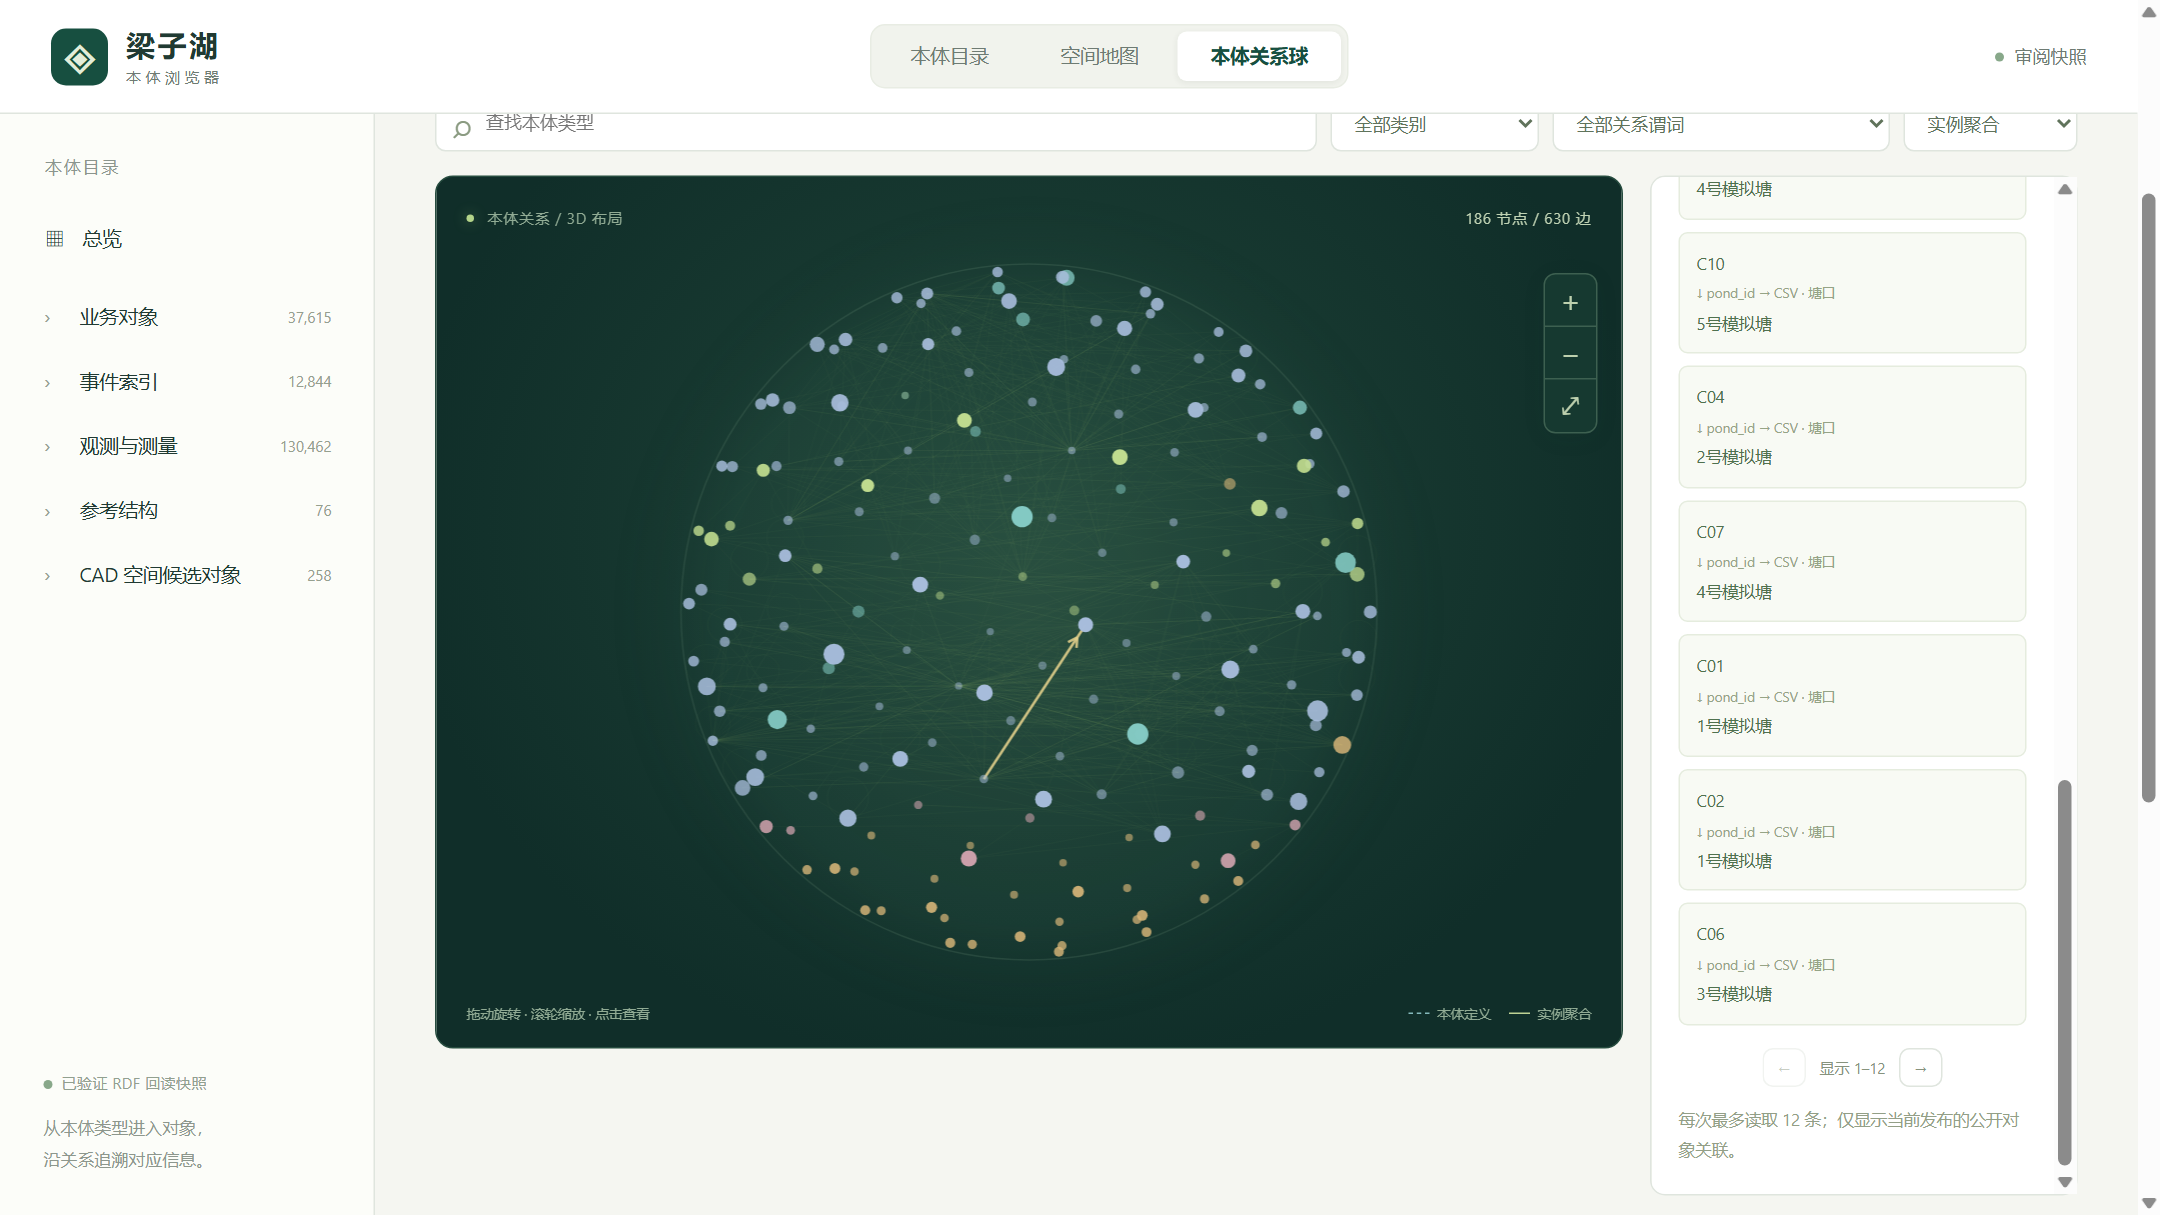 梁子湖
本体浏览器
本体目录
空间地图
本体关系球
审阅快照
查找本体类型
全部类别
全部关系谓词
实例聚合
本体目录
总览
业务对象
37,615
事件索引
12,844
观测与测量
130,462
参考结构
76
CAD 空间候选对象
258
已验证 RDF 回读快照
从本体类型进入对象，
沿关系追溯对应信息。
本体关系 / 3D 布局
186 节点 / 630 边
+
−
拖动旋转 · 滚轮缩放 · 点击查看
本体定义
实例聚合
4号模拟塘
C10
↓ pond_id → CSV · 塘口
5号模拟塘
C04
↓ pond_id → CSV · 塘口
2号模拟塘
C07
↓ pond_id → CSV · 塘口
4号模拟塘
C01
↓ pond_id → CSV · 塘口
1号模拟塘
C02
↓ pond_id → CSV · 塘口
1号模拟塘
C06
↓ pond_id → CSV · 塘口
3号模拟塘
← 显示 1–12 →
每次最多读取 12 条；仅显示当前发布的公开对
象关联。